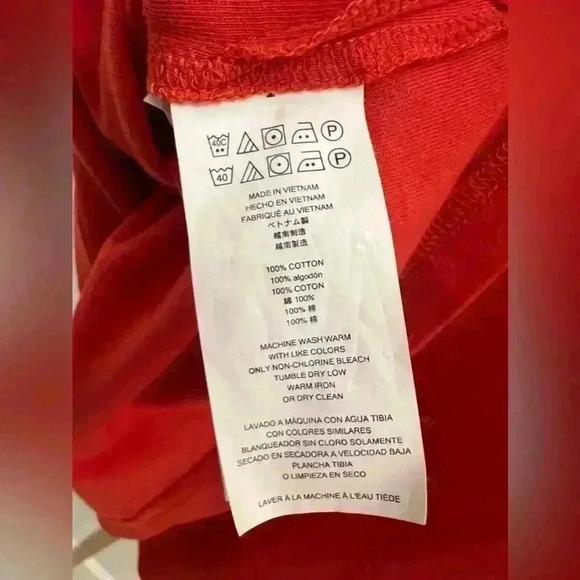 40C P
40 P
MADE IN VIETNAM
HECHO EN VIETNAM
FABRIQUÉ AU VIETNAM
ベトナム製
越南制造
越南製造
100% COTTON
100% algodón
100% COTON
綿 100%
100% 棉
100% 棉
MACHINE WASH WARM
WITH LIKE COLORS
ONLY NON-CHLORINE BLEACH
TUMBLE DRY LOW
WARM IRON
OR DRY CLEAN
LAVADO A MÁQUINA CON AGUA TIBIA
CON COLORES SIMILARES
BLANQUEADOR SIN CLORO SOLAMENTE
SECADO EN SECADORA A VELOCIDAD BAJA
PLANCHA TIBIA
O LIMPIEZA EN SECO
LAVER À LA MACHINE À L'EAU TIÈDE